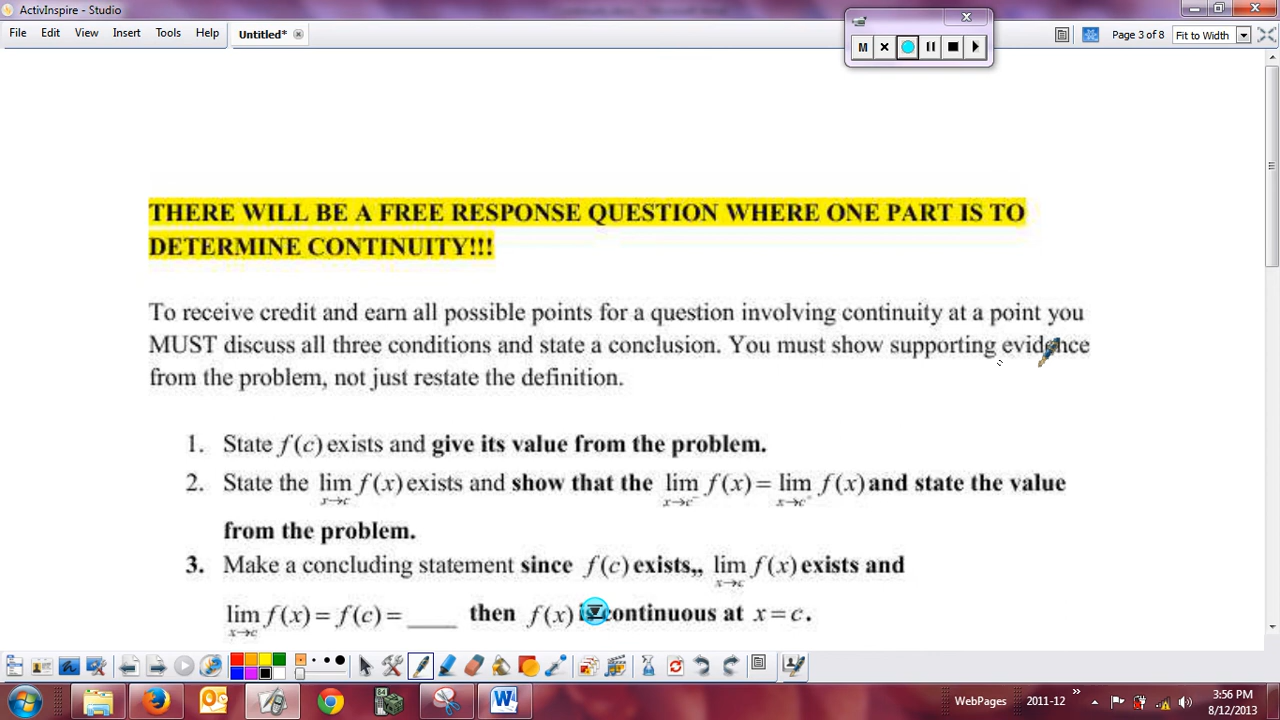 ActivInspire - Studio
File Edit View Insert Tools Help Untitled*
M
Page 3 of 8 Fit to Width
THERE WILL BE A FREE RESPONSE QUESTION WHERE ONE PART IS TO
DETERMINE CONTINUITY!!!
To receive credit and earn all possible points for a question involving continuity at a point you
MUST discuss all three conditions and state a conclusion. You must show supporting evidence
from the problem, not just restate the definition.
1. State f(c) exists and give its value from the problem.
2. State the lim f(x) exists and show that the lim f(x) = lim f(x) and state the value
x→c x→c⁻ x→c⁺
from the problem.
3. Make a concluding statement since f(c) exists,, lim f(x) exists and
x→c
lim f(x) = f(c) = ____ then f(x) is continuous at x = c.
x→c
WebPages 2011-12 »
3:56 PM
8/12/2013